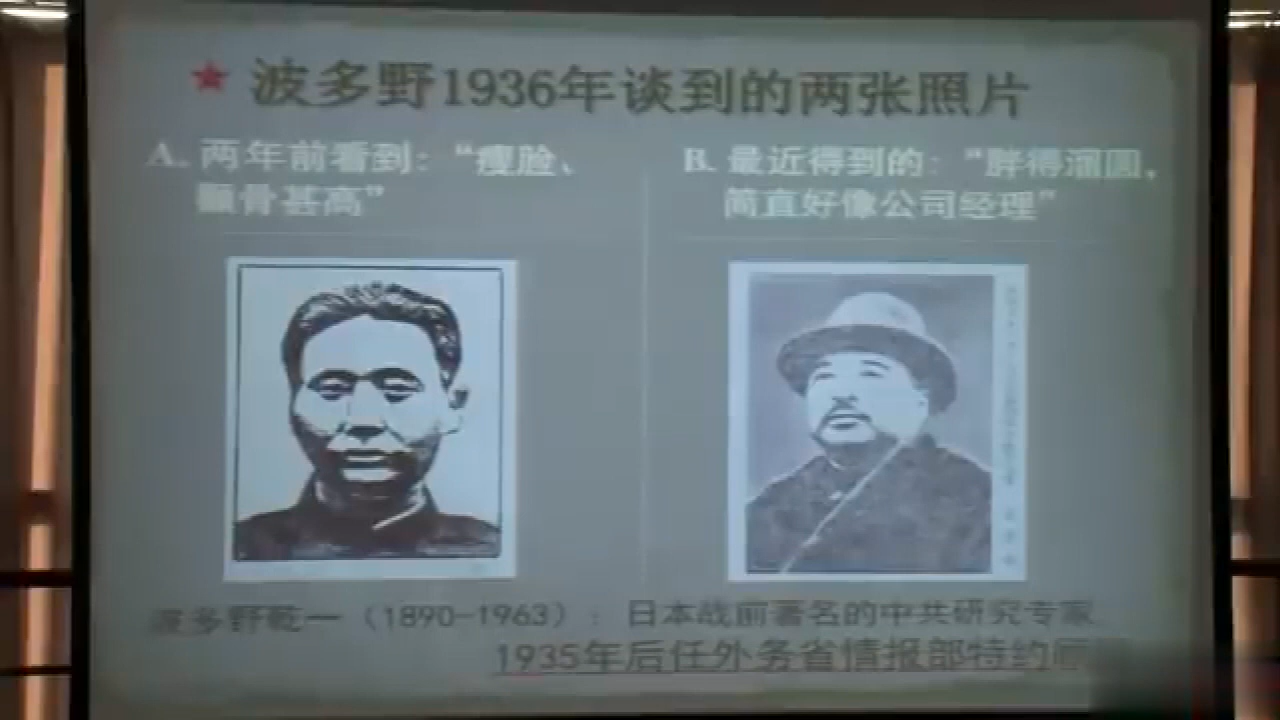 ★ 波多野1936年谈到的两张照片
A. 两年前看到：“瘦脸、
颧骨甚高”
B. 最近得到的：“胖得溜圆，
简直好像公司经理”
波多野乾一（1890-1963）：日本战前著名的中共研究专家
1935年后任外务省情报部特约